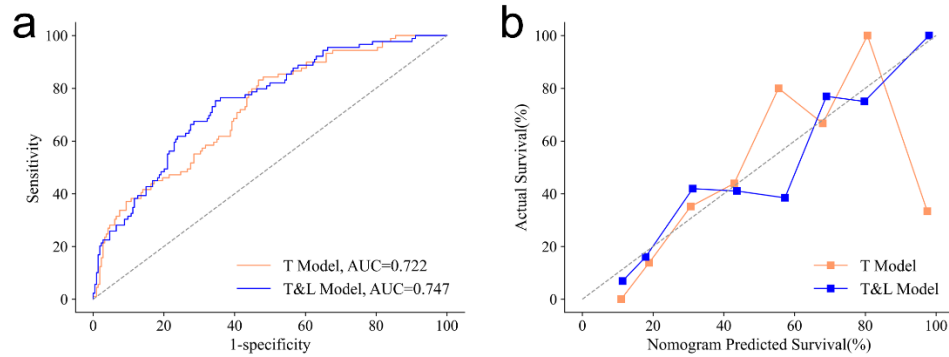 a
100
80
60
40
20
0
Sensitivity
0 20 40 60 80 100
1-specificity
T Model, AUC=0.722
T&L Model, AUC=0.747
b
100
80
60
40
20
0
Actual Survival(%)
0 20 40 60 80 100
Nomogram Predicted Survival(%)
T Model
T&L Model